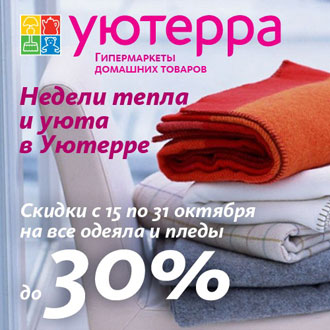 уютерра
Гипермаркеты
домашних товаров
Недели тепла
и уюта
в Уютерре
Скидки с 15 по 31 октября
на все одеяла и пледы
до 30%